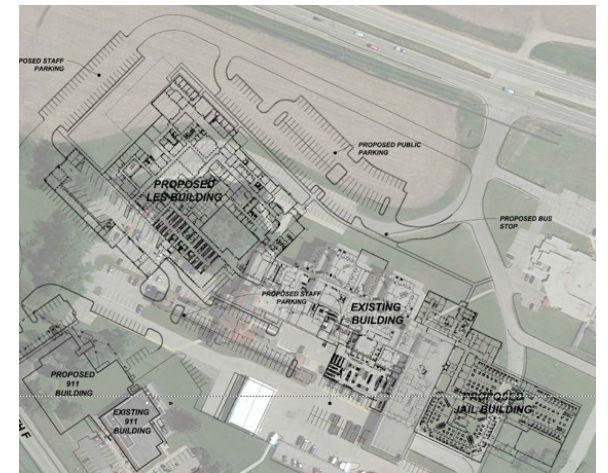 POSED STAFF
PARKING
PROPOSED PUBLIC
PARKING
PROPOSED
LES BUILDING
PROPOSED BUS
STOP
PROPOSED STAFF
PARKING
EXISTING
BUILDING
PROPOSED
911
BUILDING
EXISTING
911
BUILDING
PROPOSED
JAIL BUILDING